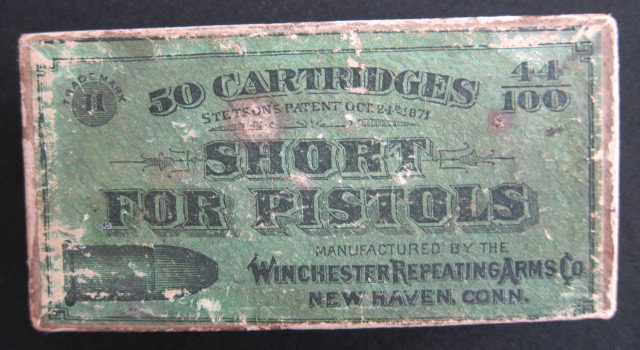 TRADE MARK
H
50 CARTRIDGES
44/100
STETSON'S PATENT OCT. 24th 1871
SHORT
FOR PISTOLS
MANUFACTURED BY THE
WINCHESTER REPEATING ARMS CO.
NEW HAVEN, CONN.